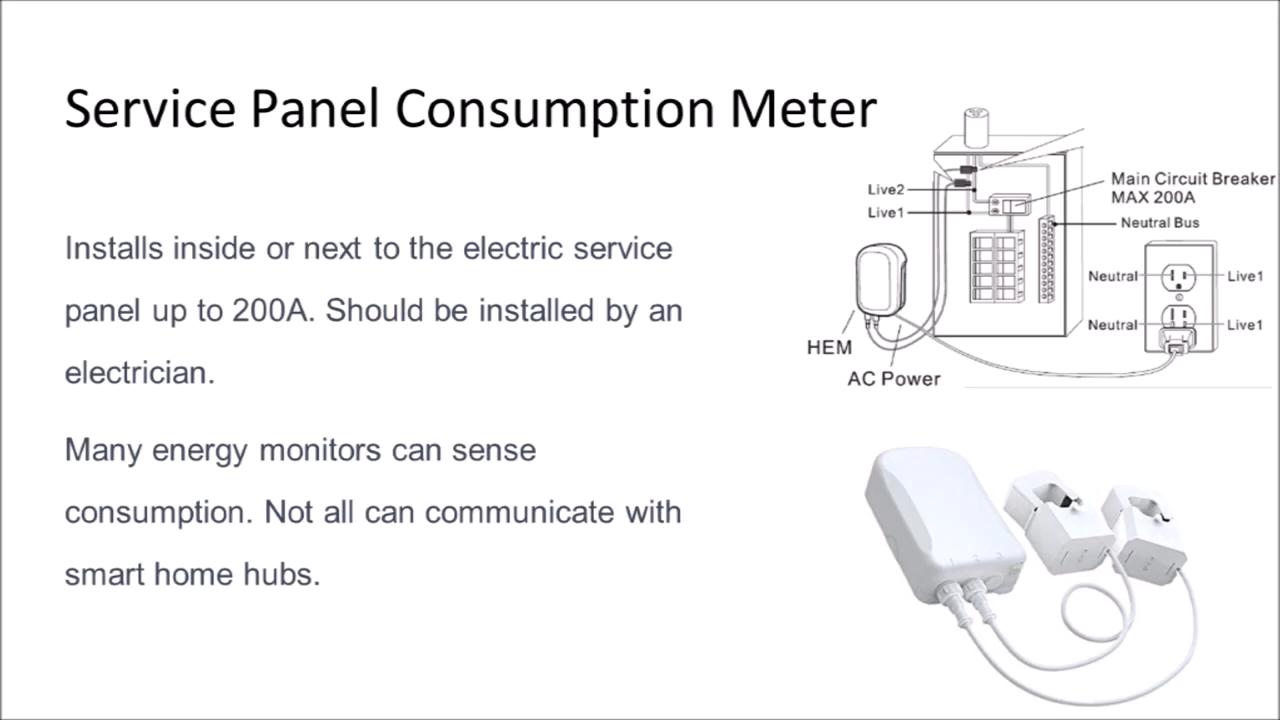 Service Panel Consumption Meter
Installs inside or next to the electric service
panel up to 200A. Should be installed by an
electrician.
Many energy monitors can sense
consumption. Not all can communicate with
smart home hubs.
Live2
Live1
Main Circuit Breaker
MAX 200A
Neutral Bus
Neutral
Live1
Neutral
Live1
HEM
AC Power